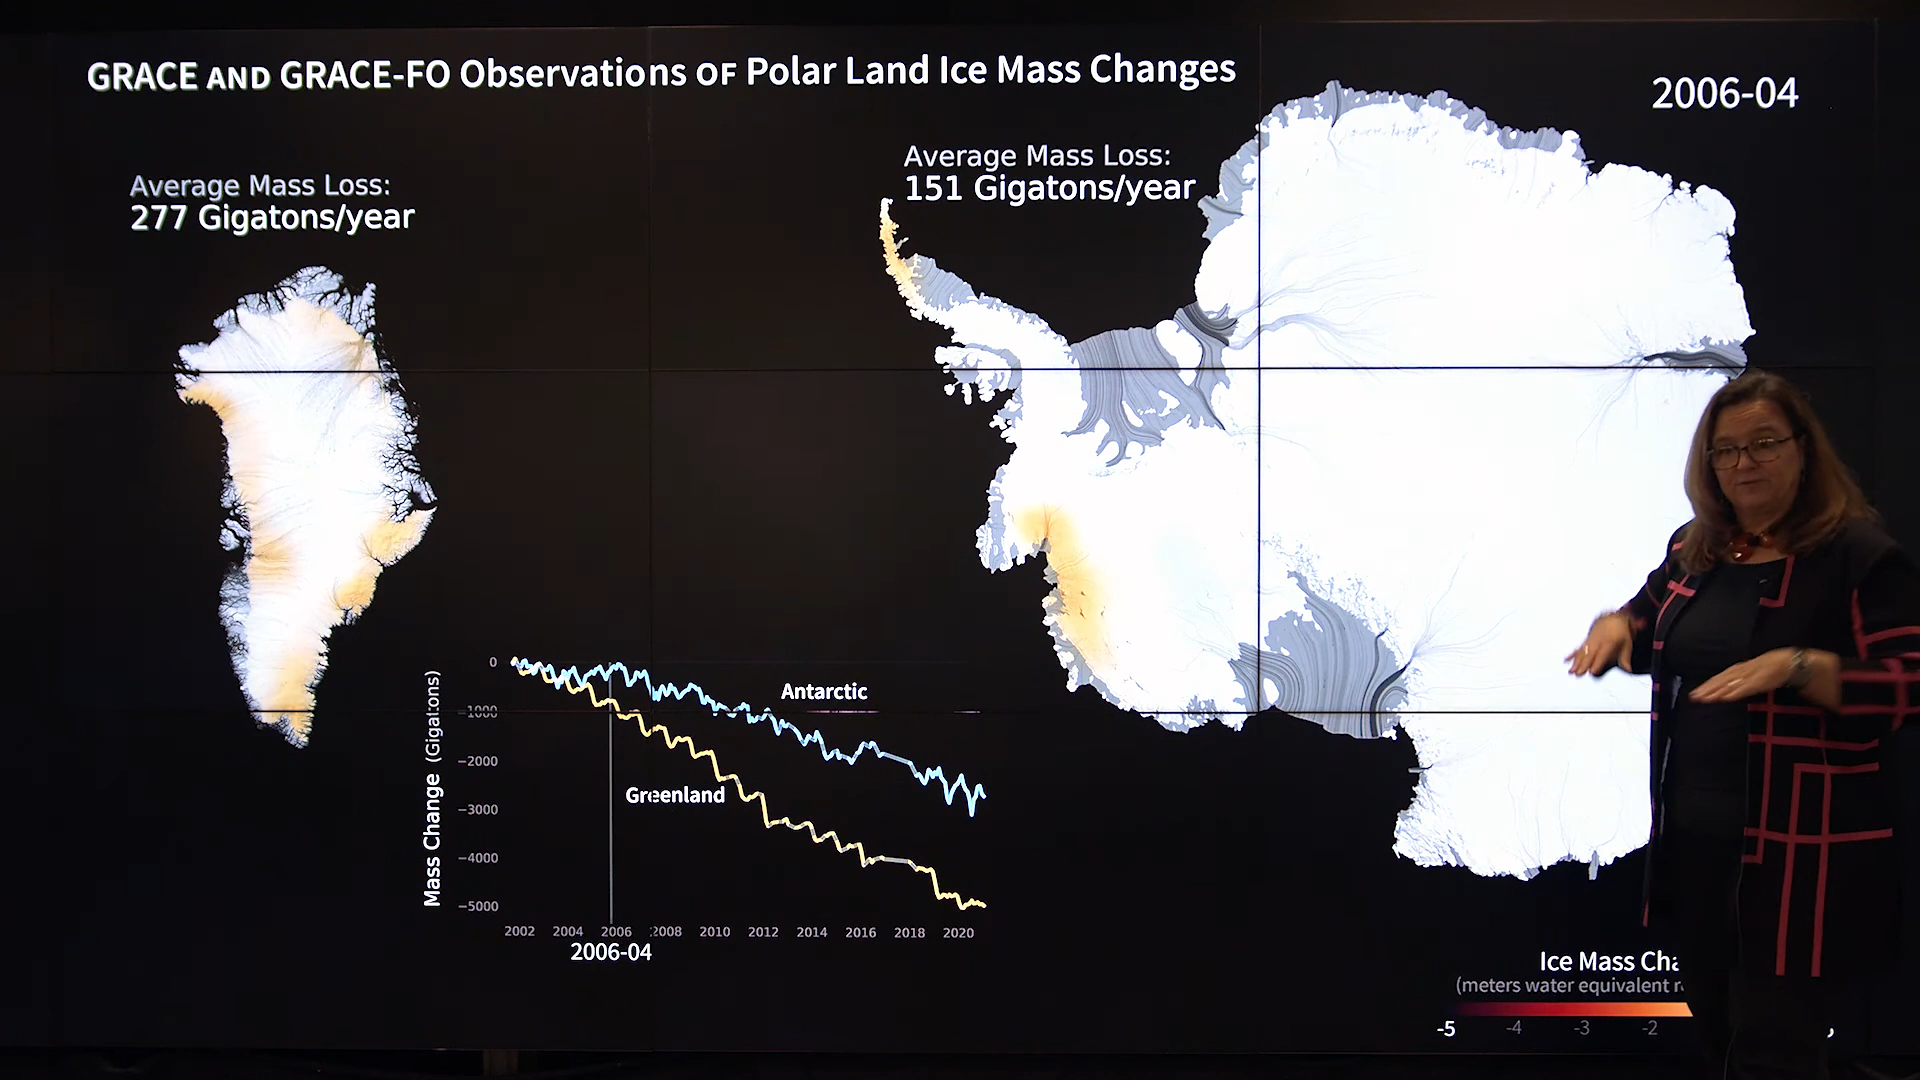 GRACE AND GRACE-FO Observations OF Polar Land Ice Mass Changes
2006-04
Average Mass Loss:
151 Gigatons/year
Average Mass Loss:
277 Gigatons/year
Mass Change (Gigatons)
0
−1000
−2000
−3000
−4000
−5000
Antarctic
Greenland
2002 2004 2006 2008 2010 2012 2014 2016 2018 2020
2006-04
Ice Mass
(meters water equivalent
-5 -4 -3 -2